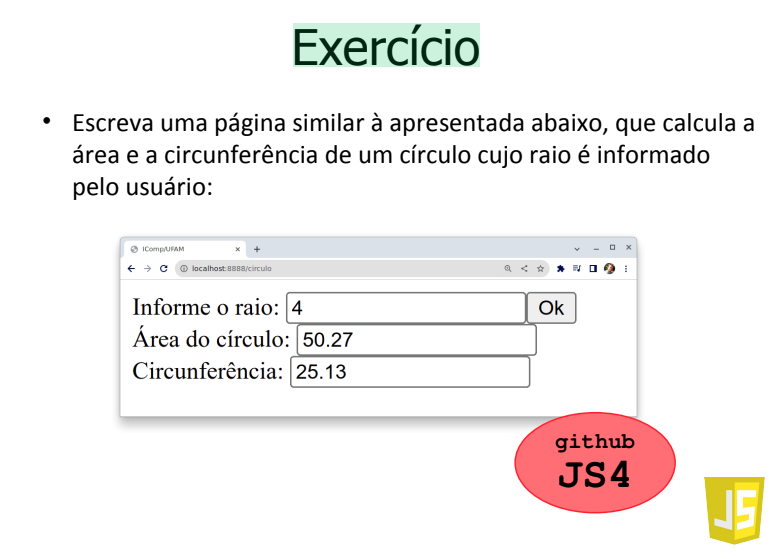 Exercício
• Escreva uma página similar à apresentada abaixo, que calcula a
área e a circunferência de um círculo cujo raio é informado
pelo usuário:
IComp/UFAM
localhost:8888/circulo
Informe o raio: 4 Ok
Área do círculo: 50.27
Circunferência: 25.13
github
JS4
JS